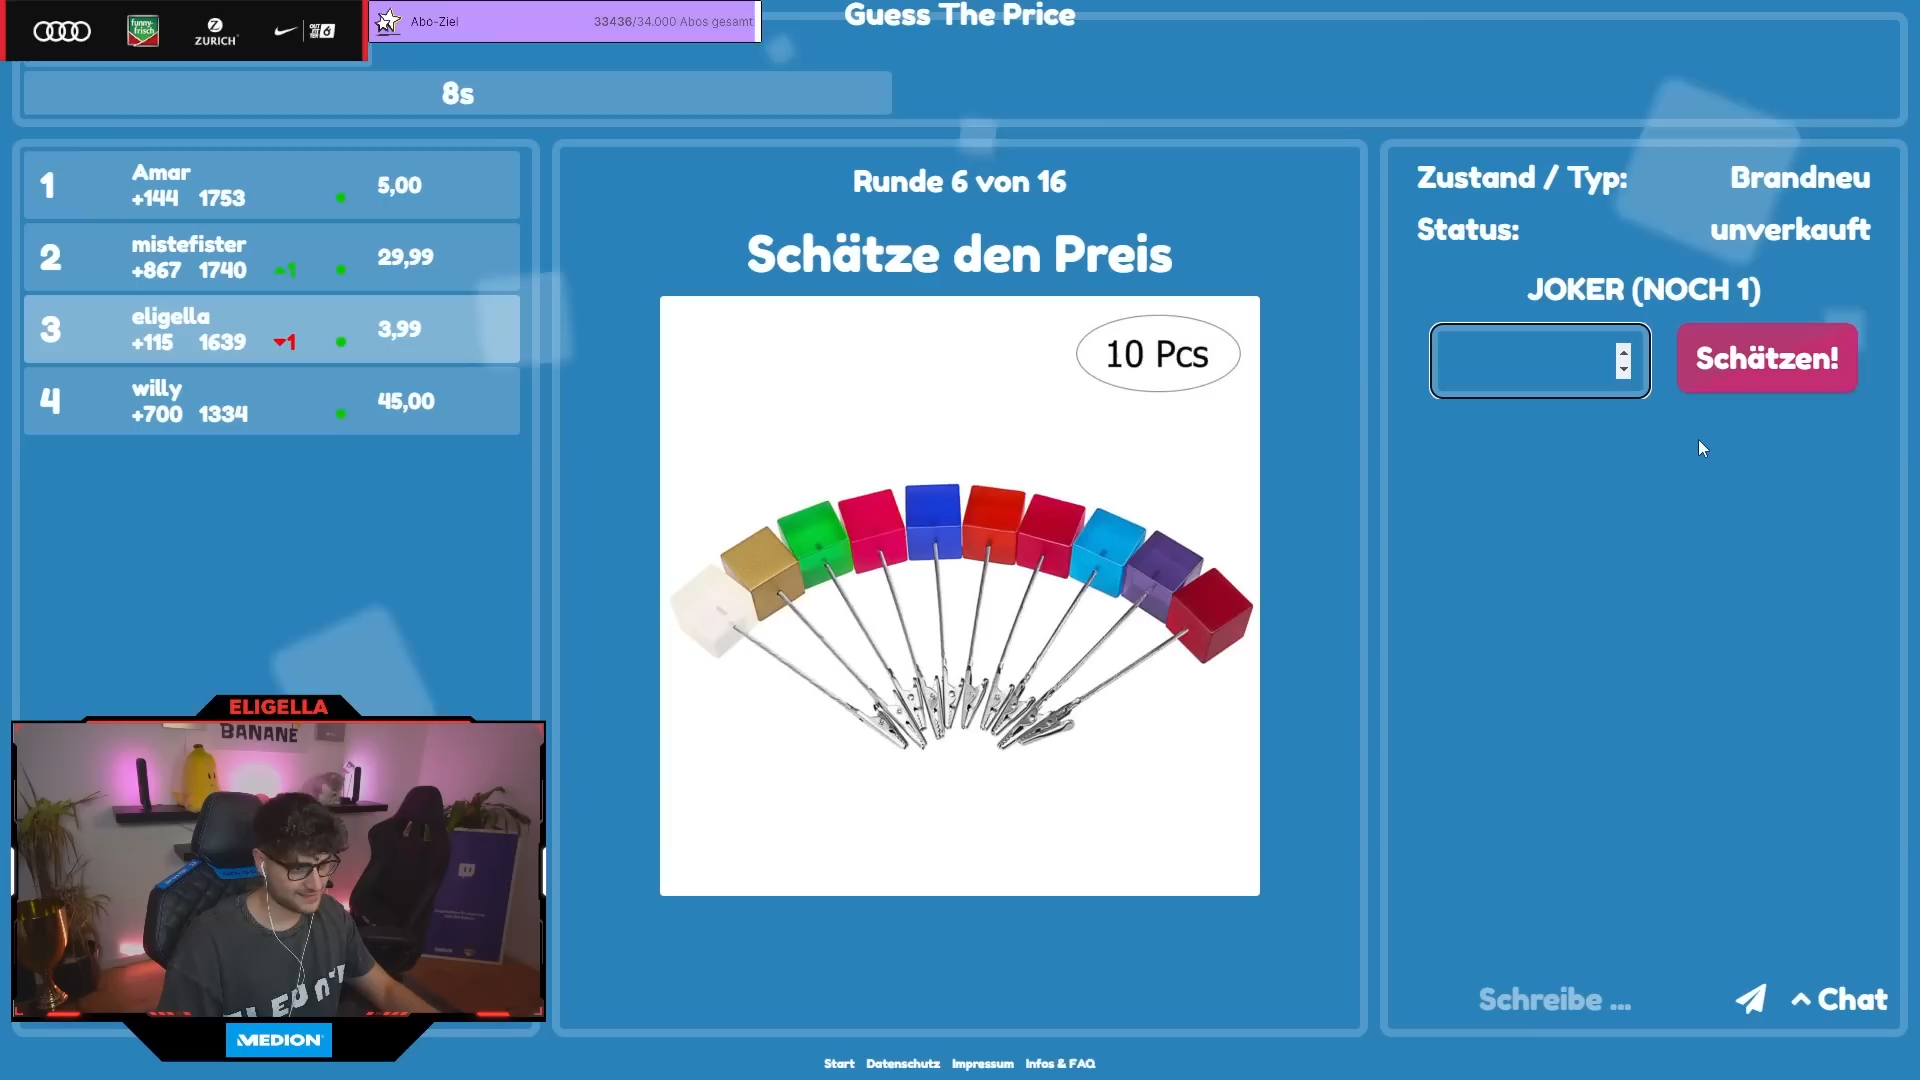 funny-frisch
ZURICH
Abo-Ziel
33436/34.000 Abos gesamt
Guess The Price
8s
1
Amar
+144 1753
5,00
2
mistefister
+867 1740 1
29,99
3
eligella
+115 1639 1
3,99
4
willy
+700 1334
45,00
Runde 6 von 16
Schätze den Preis
10 Pcs
Zustand / Typ: Brandneu
Status: unverkauft
JOKER (NOCH 1)
Schätzen!
ELIGELLA
BANANE
MEDION
Schreibe ...
Chat
Start Datenschutz Impressum Infos & FAQ